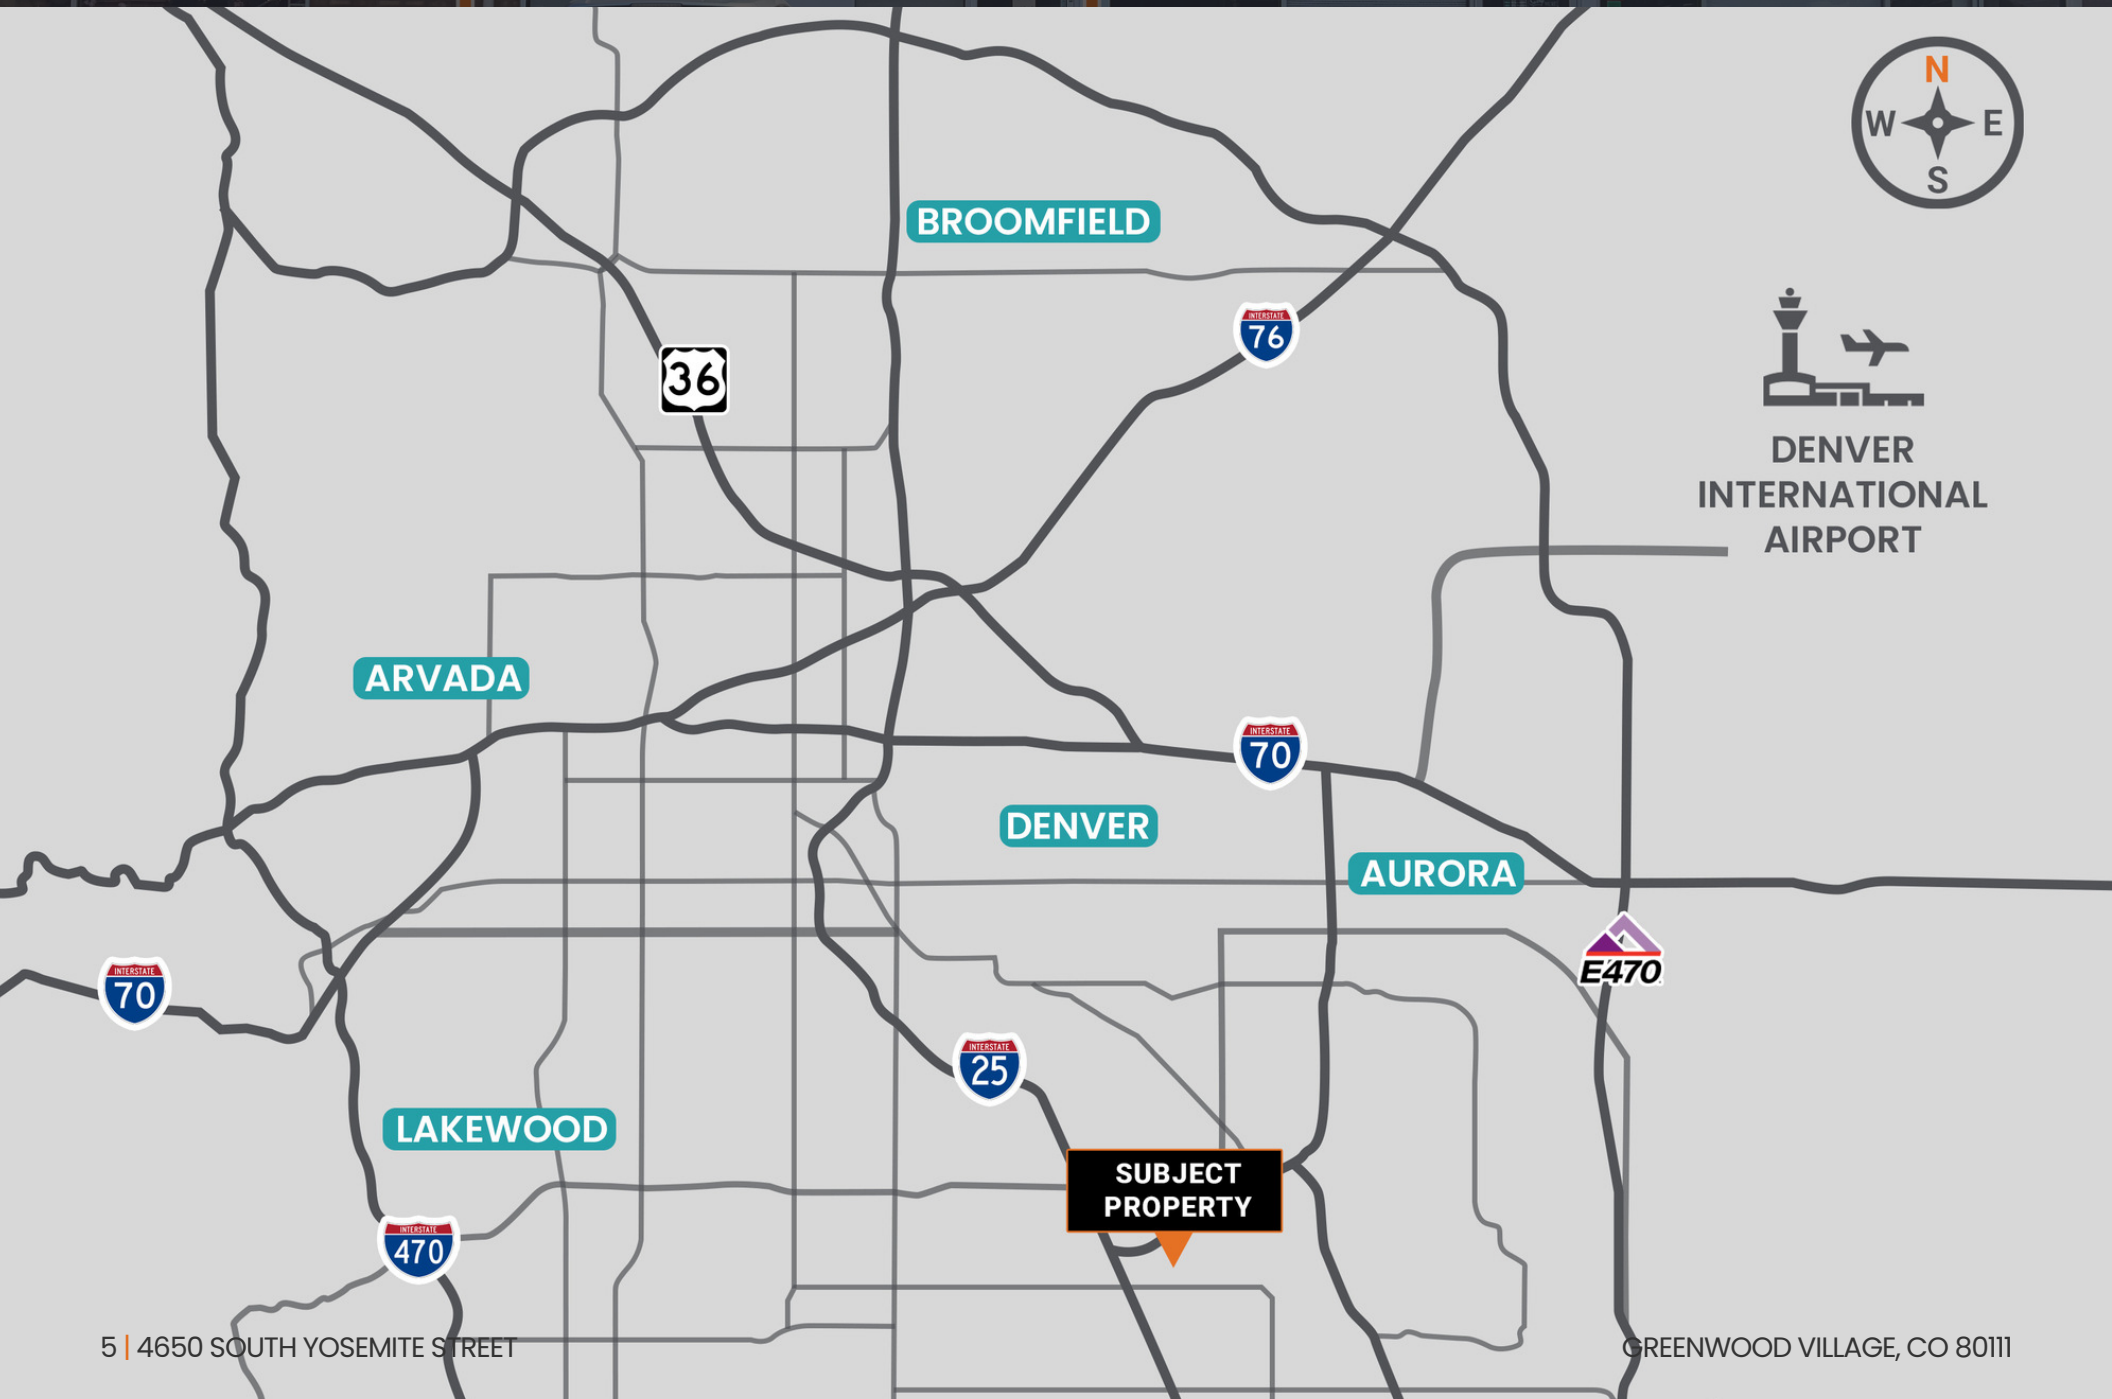 N
W E
S
BROOMFIELD
INTERSTATE
76
36
DENVER
INTERNATIONAL
AIRPORT
ARVADA
INTERSTATE
70
DENVER
AURORA
E470
INTERSTATE
70
INTERSTATE
25
LAKEWOOD
SUBJECT
PROPERTY
INTERSTATE
470
5 | 4650 SOUTH YOSEMITE STREET
GREENWOOD VILLAGE, CO 80111